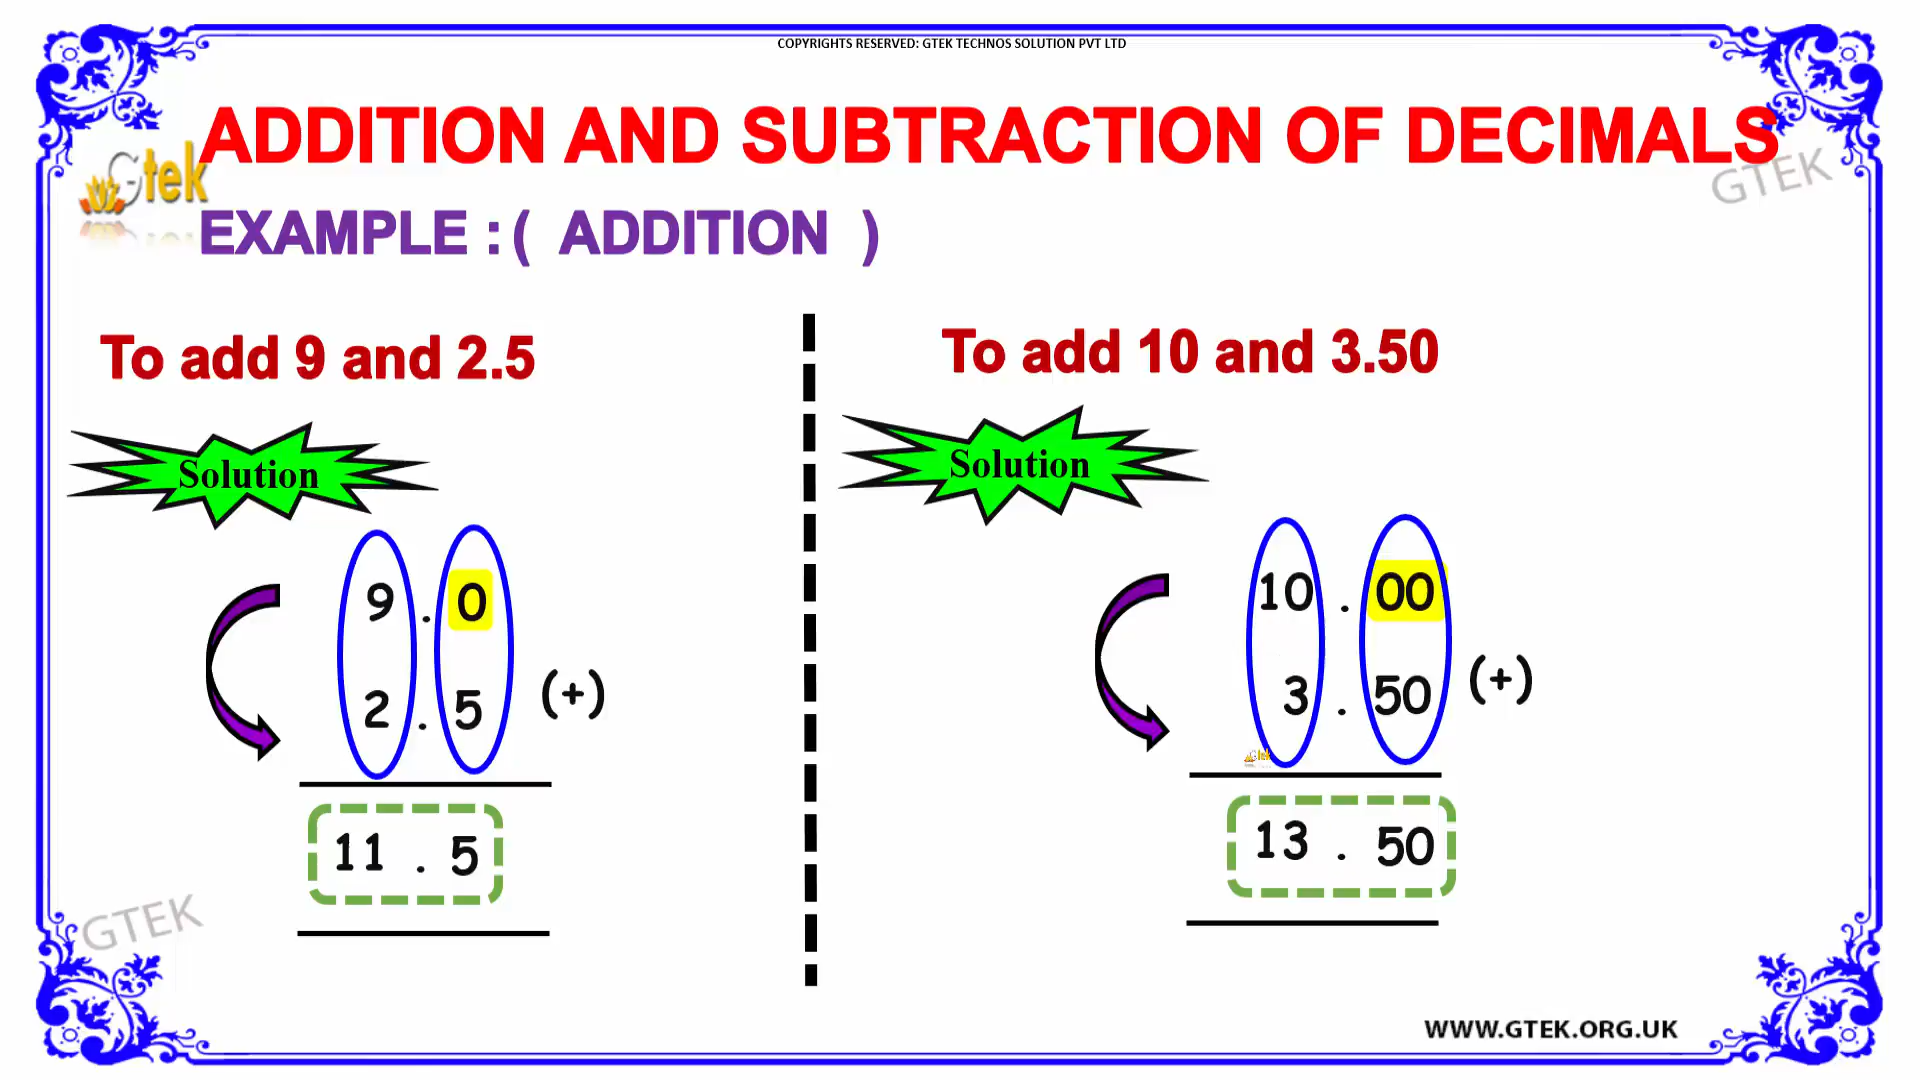 COPYRIGHTS RESERVED: GTEK TECHNOS SOLUTION PVT LTD
ADDITION AND SUBTRACTION OF DECIMALS
Gtek
GTEK
EXAMPLE : ( ADDITION )
To add 9 and 2.5
Solution
9 . 0
2 . 5 (+)
11 . 5
To add 10 and 3.50
Solution
10 . 00
3 . 50 (+)
Gtek
13 . 50
GTEK
WWW.GTEK.ORG.UK